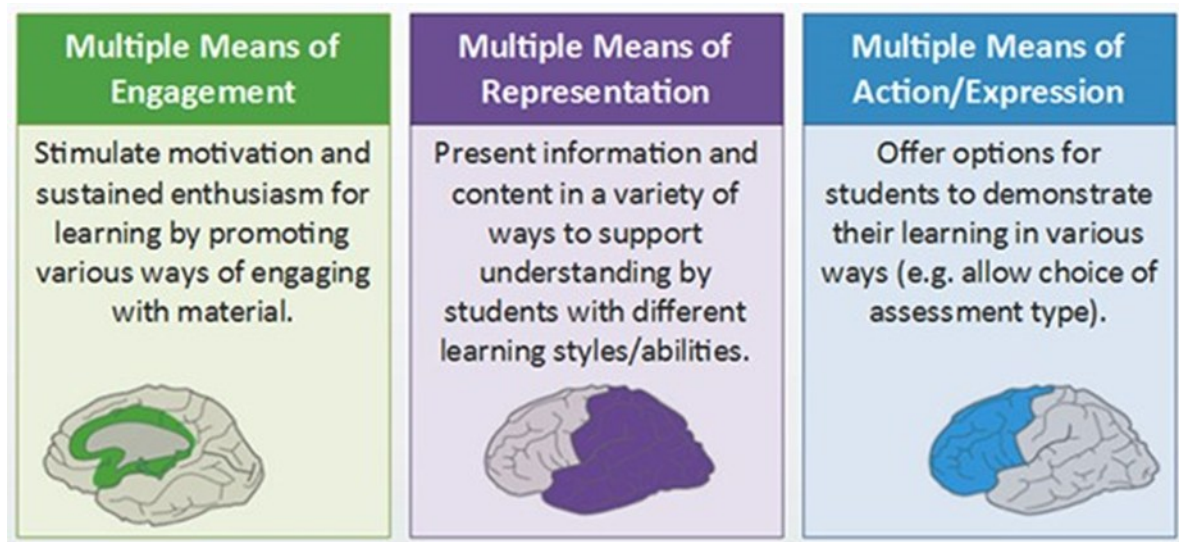 Multiple Means of
Engagement
Stimulate motivation and
sustained enthusiasm for
learning by promoting
various ways of engaging
with material.
Multiple Means of
Representation
Present information and
content in a variety of
ways to support
understanding by
students with different
learning styles/abilities.
Multiple Means of
Action/Expression
Offer options for
students to demonstrate
their learning in various
ways (e.g. allow choice of
assessment type).